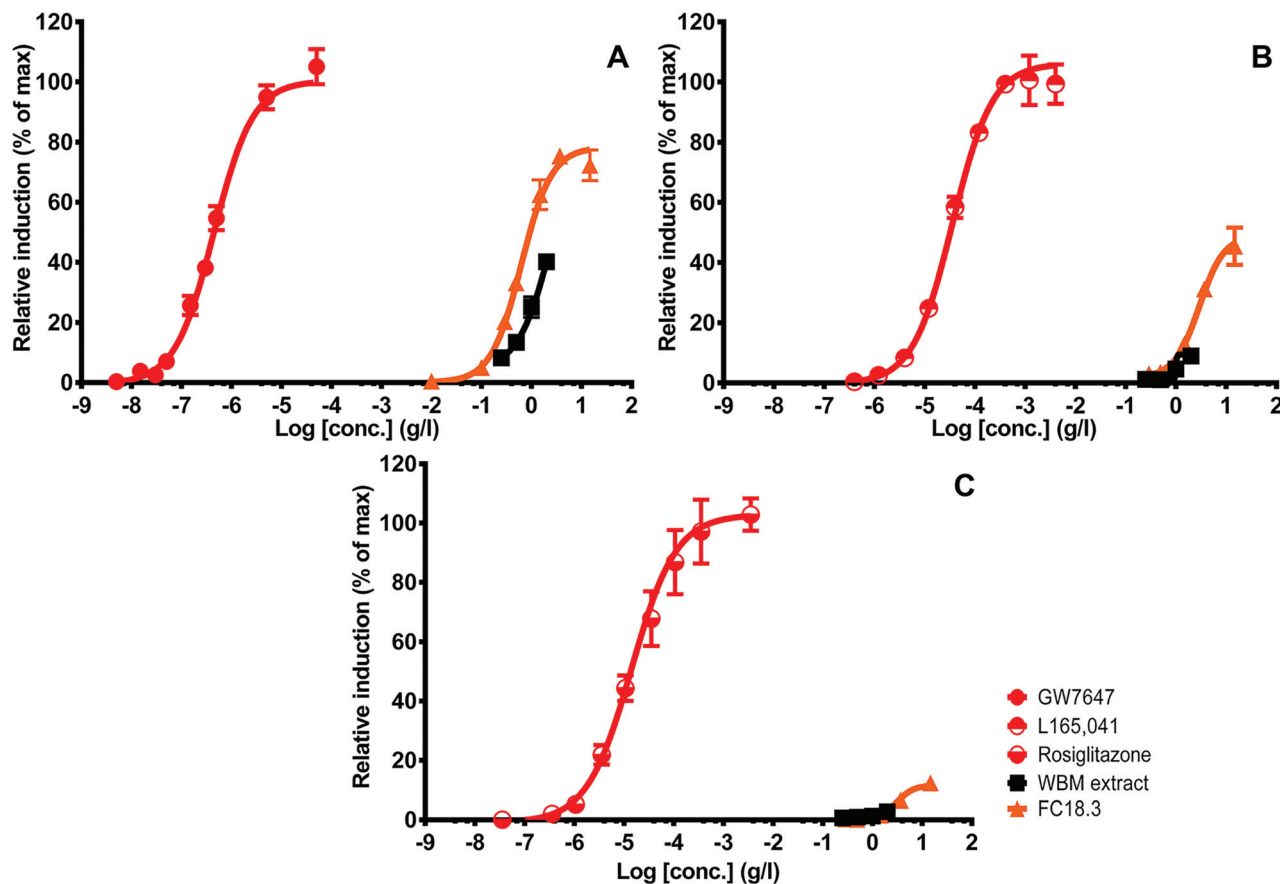 A
Relative induction (% of max)
120
100
80
60
40
20
0
-9 -8 -7 -6 -5 -4 -3 -2 -1 0 1 2
Log [conc.] (g/l)
B
Relative induction (% of max)
120
100
80
60
40
20
0
-9 -8 -7 -6 -5 -4 -3 -2 -1 0 1 2
Log [conc.] (g/l)
C
Relative induction (% of max)
120
100
80
60
40
20
0
-9 -8 -7 -6 -5 -4 -3 -2 -1 0 1 2
Log [conc.] (g/l)
GW7647
L165,041
Rosiglitazone
WBM extract
FC18.3